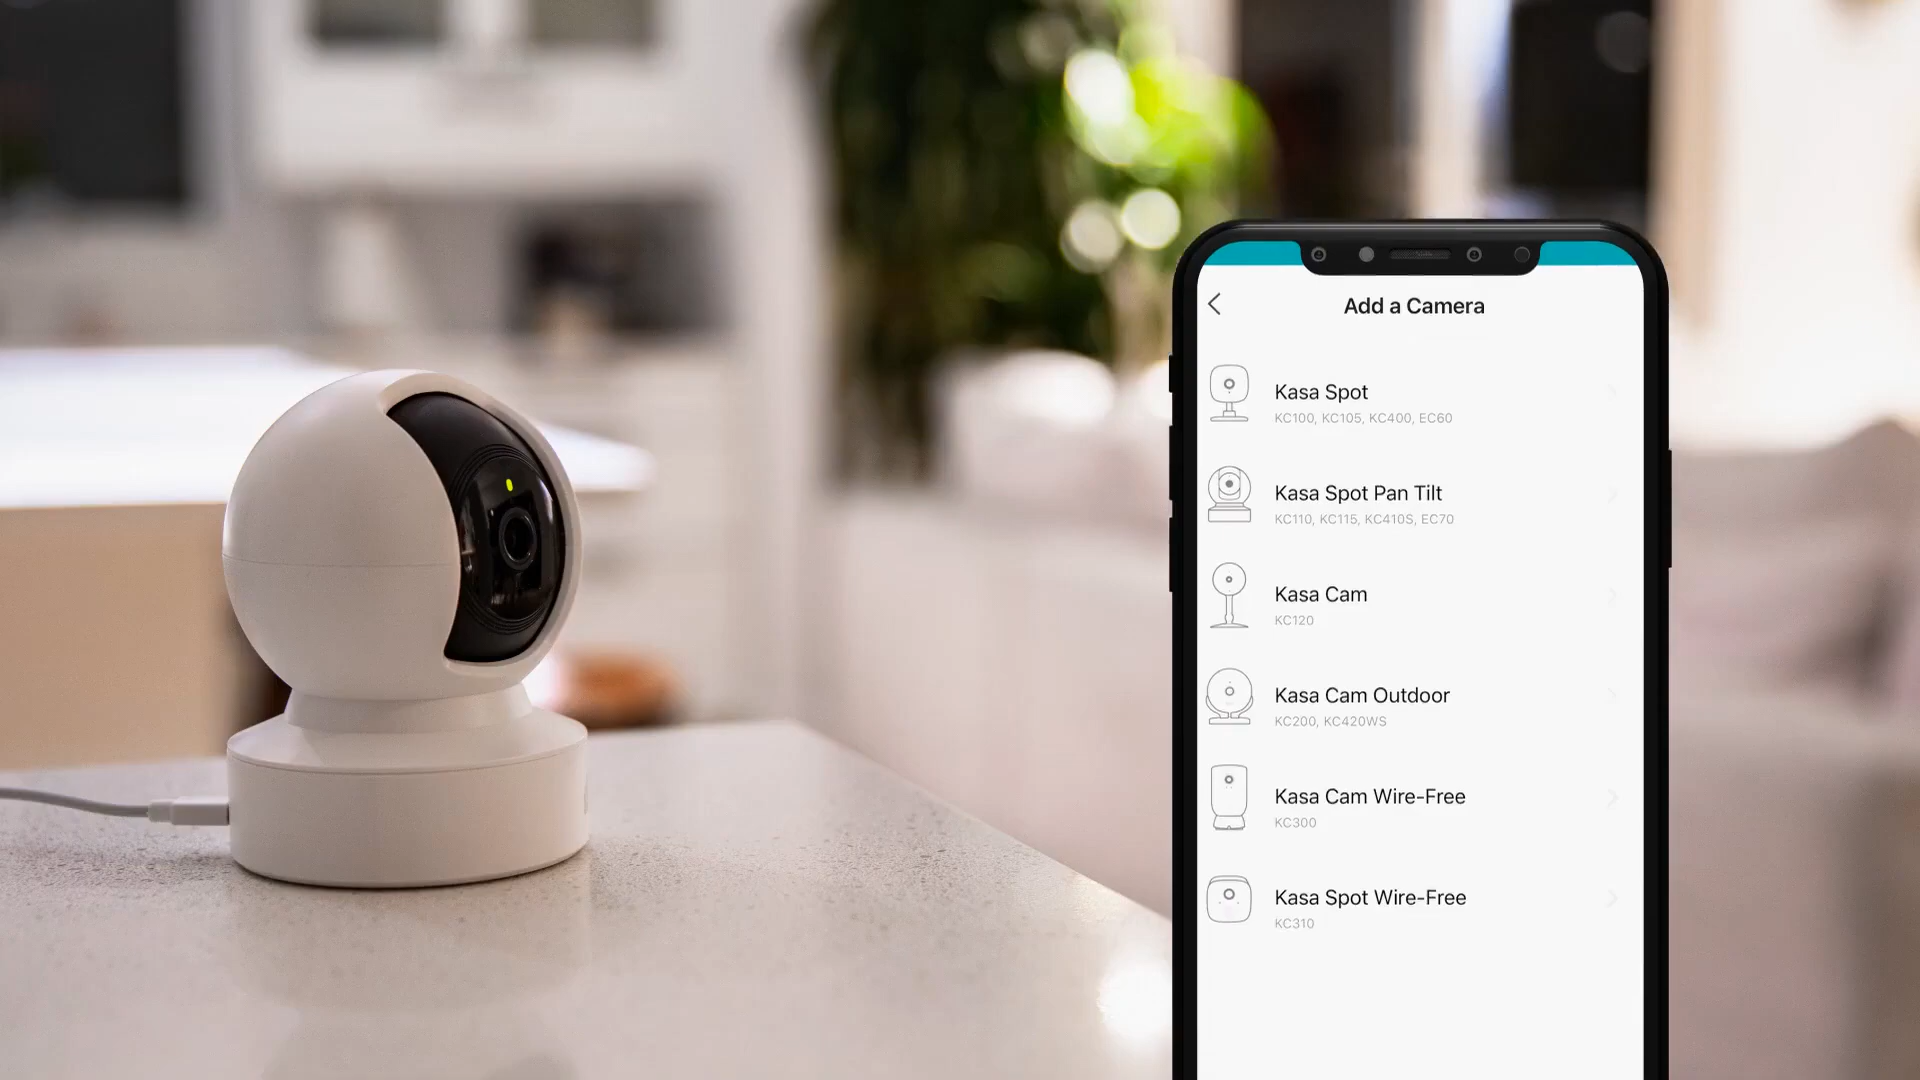 Add a Camera
Kasa Spot
KC100, KC105, KC400, EC60
Kasa Spot Pan Tilt
KC110, KC115, KC410S, EC70
Kasa Cam
KC120
Kasa Cam Outdoor
KC200, KC420WS
Kasa Cam Wire-Free
KC300
Kasa Spot Wire-Free
KC310